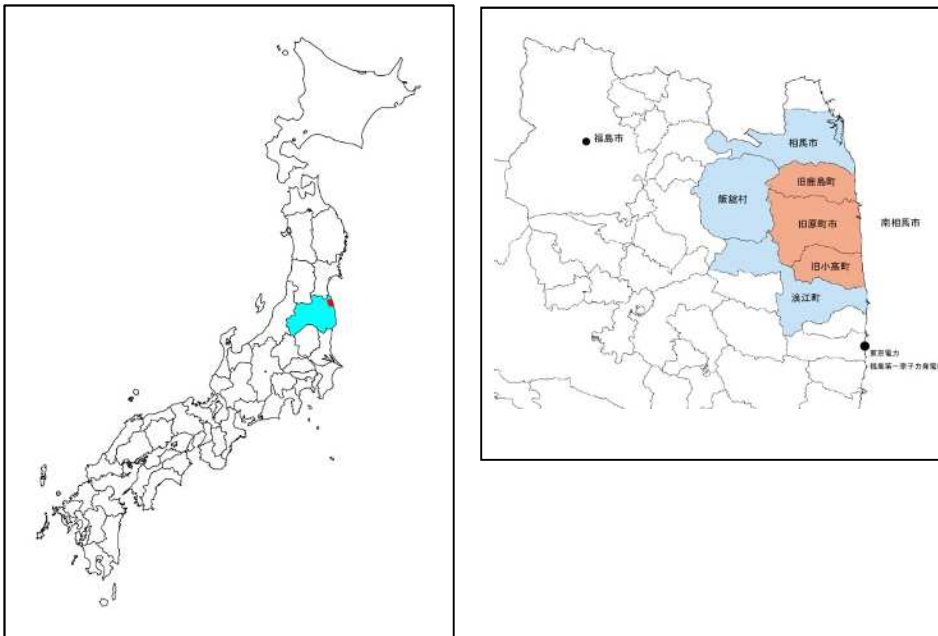 福島市
相馬市
旧鹿島町
飯舘村
旧原町市
南相馬市
旧小高町
浪江町
東京電力
福島第一原子力発電